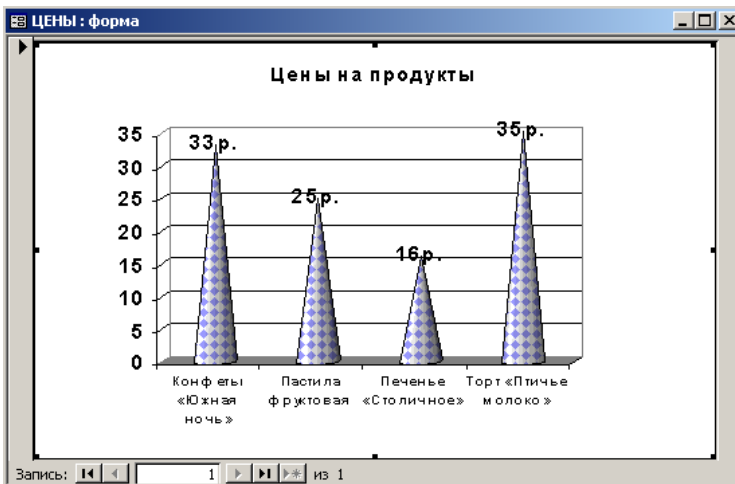 ЦЕНЫ : форма
Цены на продукты
35
30
25
20
15
10
5
0
33р.
25р.
16р.
35р.
Конфеты
«Южная
ночь»
Пастила
фруктовая
Печенье
«Столичное»
Торт «Птичье
молоко»
Запись: 1 из 1